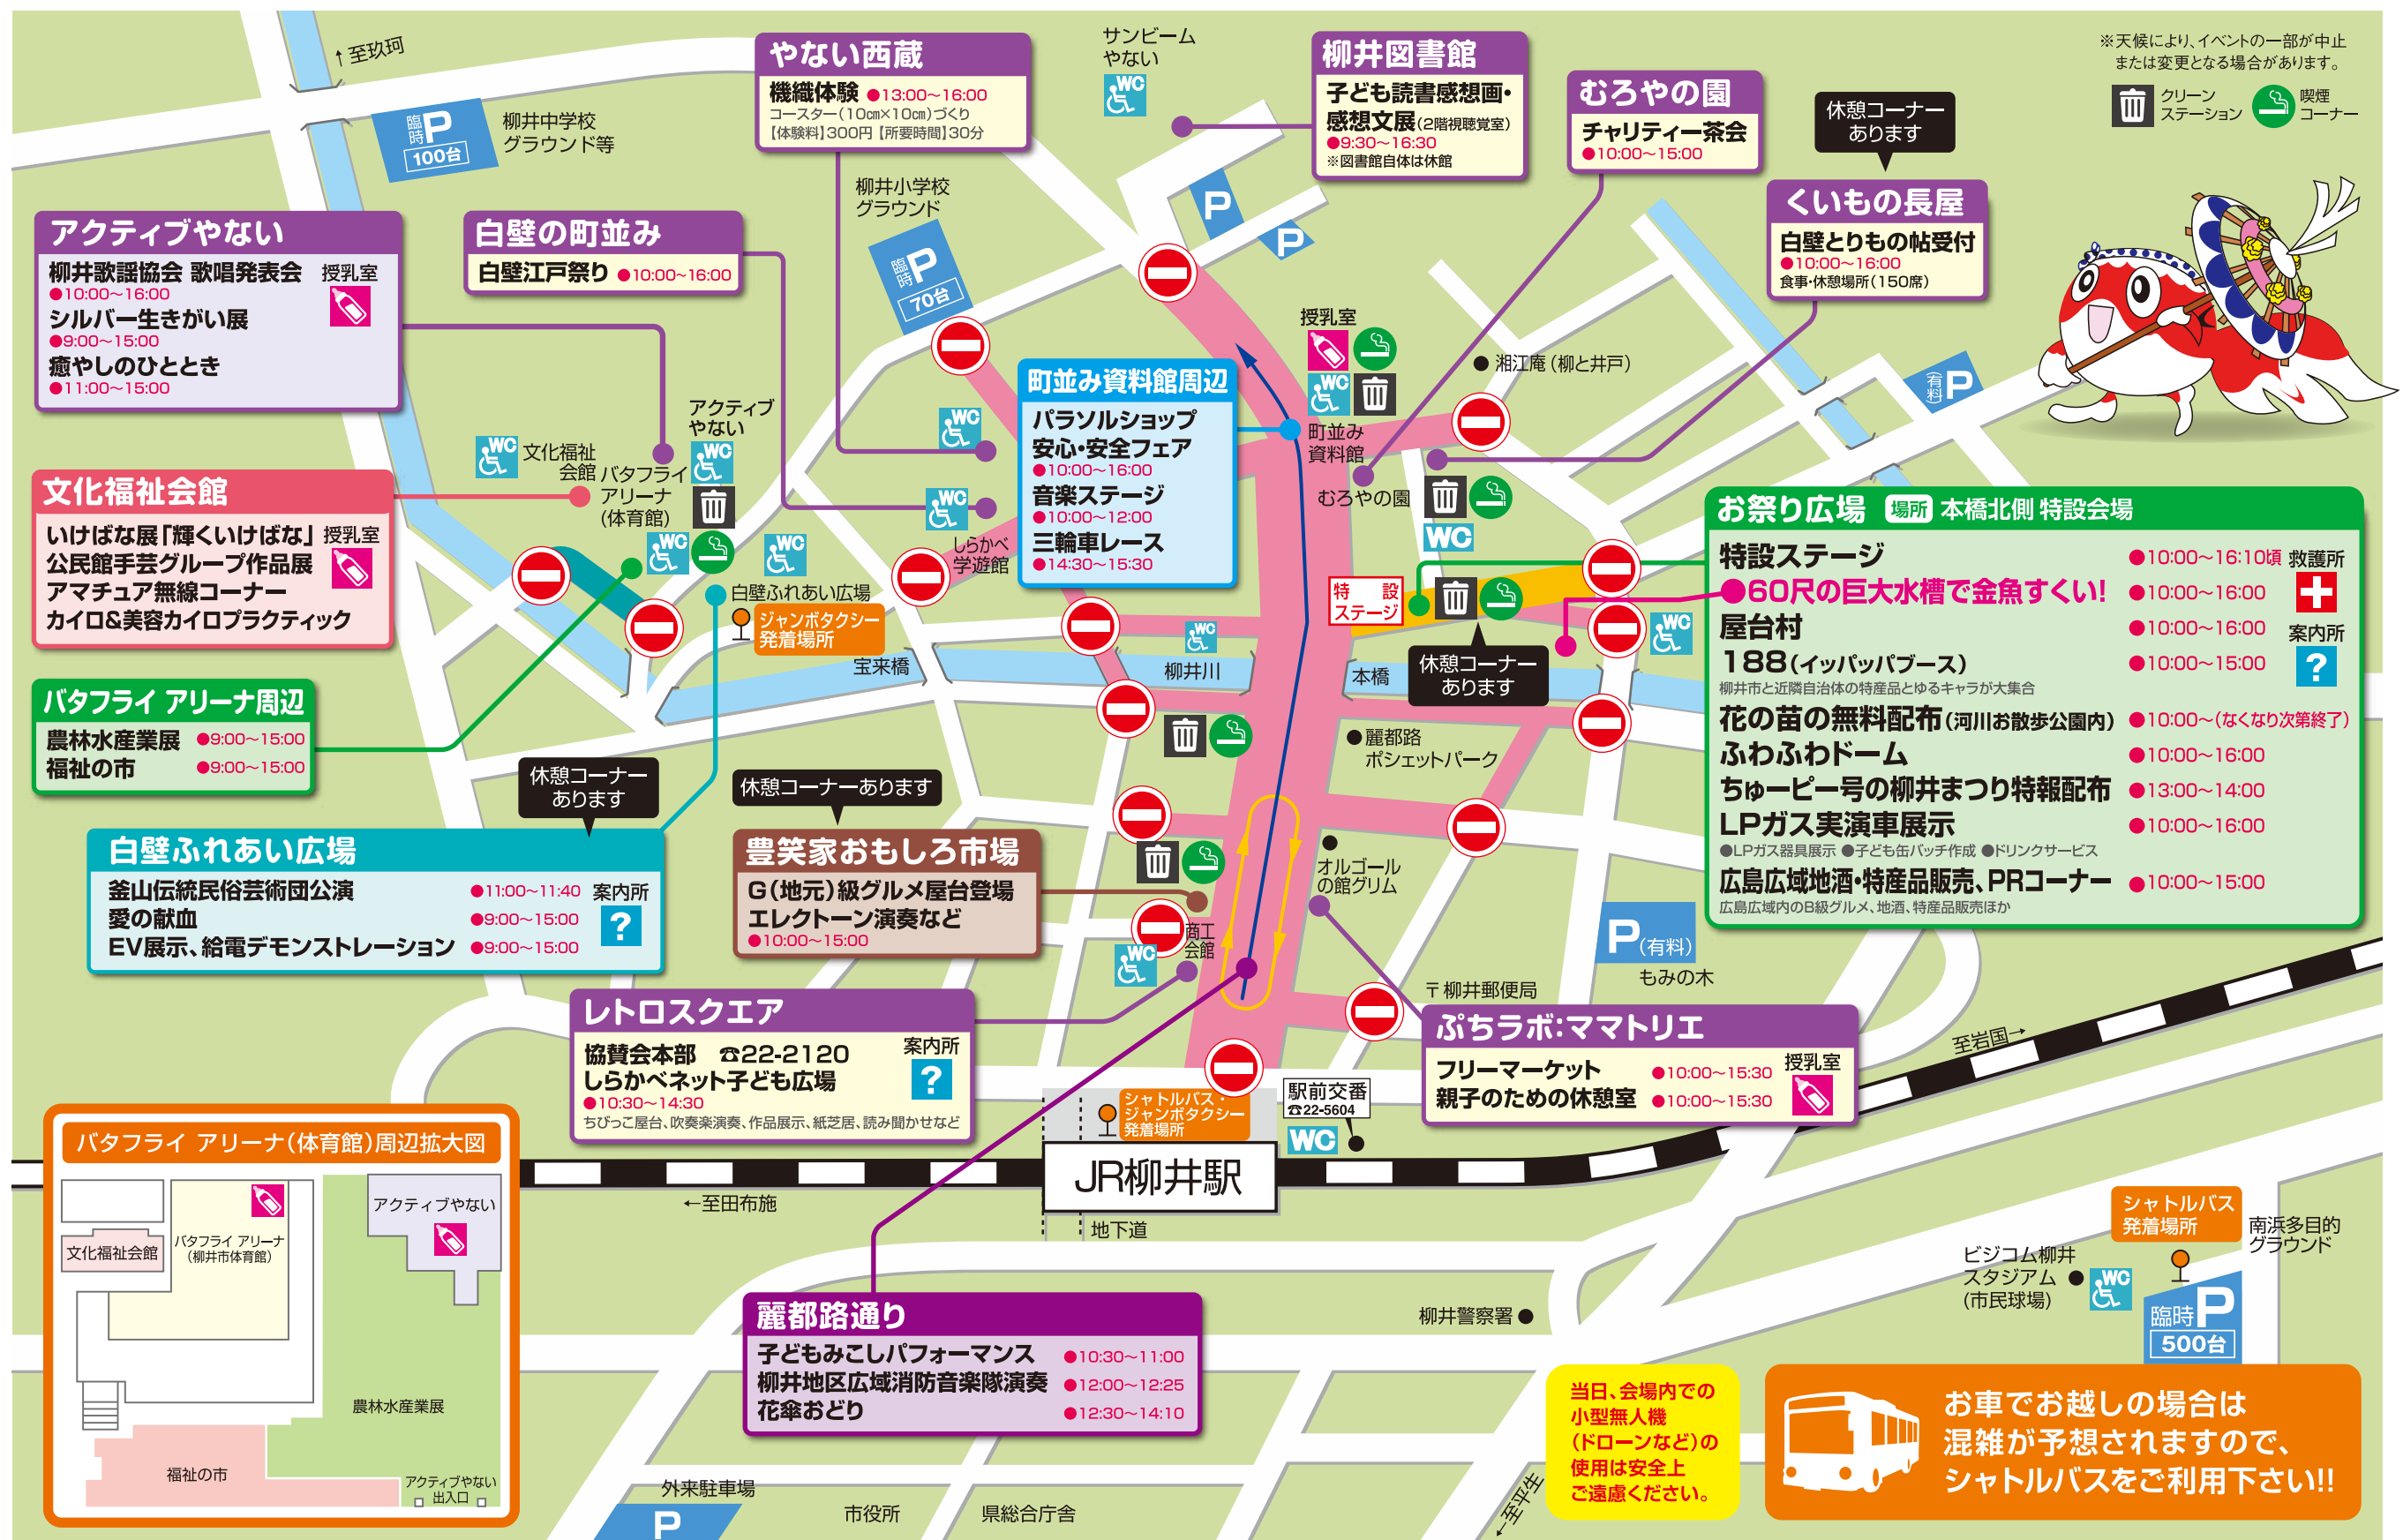 ※天候により、イベントの一部が中止
または変更となる場合があります。
クリーン
ステーション
喫煙
コーナー
↑至玖珂
臨時P
100台
柳井中学校
グラウンド等
やない西蔵
機織体験 ●13:00～16:00
コースター(10㎝×10㎝)づくり
【体験料】300円【所要時間】30分
サンビーム
やない
WC
柳井図書館
子ども読書感想画・
感想文展(2階視聴覚室)
●9:30～16:30
※図書館自体は休館
むろやの園
チャリティー茶会
●10:00～15:00
休憩コーナー
あります
くいもの長屋
白壁とりもの帖受付
●10:00～16:00
食事・休憩場所(150席)
アクティブやない
柳井歌謡協会 歌唱発表会
●10:00～16:00
シルバー生きがい展
●9:00～15:00
癒やしのひととき
●11:00～15:00
授乳室
白壁の町並み
白壁江戸祭り ●10:00～16:00
柳井小学校
グラウンド
臨時P
70台
P
P
授乳室
WC
湘江庵(柳と井戸)
(有料)P
町並み資料館周辺
パラソルショップ
安心・安全フェア
●10:00～16:00
音楽ステージ
●10:00～12:00
三輪車レース
●14:30～15:30
町並み
資料館
むろやの園
WC
WC
WC
しらかべ
学遊館
アクティブ
やない
WC
WC
文化福祉
会館
バタフライ
アリーナ
(体育館)
WC
WC
文化福祉会館
いけばな展「輝くいけばな」
公民館手芸グループ作品展
アマチュア無線コーナー
カイロ&美容カイロプラクティック
授乳室
白壁ふれあい広場
ジャンボタクシー
発着場所
宝来橋
WC
柳井川
本橋
特設
ステージ
休憩コーナー
あります
WC
お祭り広場 場所 本橋北側 特設会場
特設ステージ ●10:00～16:10頃
●60尺の巨大水槽で金魚すくい! ●10:00～16:00
屋台村 ●10:00～16:00
188(イッパッパブース) ●10:00～15:00
柳井市と近隣自治体の特産品とゆるキャラが大集合
花の苗の無料配布(河川お散歩公園内) ●10:00～(なくなり次第終了)
ふわふわドーム ●10:00～16:00
ちゅーピー号の柳井まつり特報配布 ●13:00～14:00
LPガス実演車展示 ●10:00～16:00
●LPガス器具展示 ●子ども缶バッチ作成 ●ドリンクサービス
広島広域地酒・特産品販売、PRコーナー ●10:00～15:00
広島広域内のB級グルメ、地酒、特産品販売ほか
救護所
案内所
?
バタフライ アリーナ周辺
農林水産業展 ●9:00～15:00
福祉の市 ●9:00～15:00
休憩コーナー
あります
白壁ふれあい広場
釜山伝統民俗芸術団公演 ●11:00～11:40
愛の献血 ●9:00～15:00
EV展示、給電デモンストレーション ●9:00～15:00
案内所
?
休憩コーナーあります
豊笑家おもしろ市場
G(地元)級グルメ屋台登場
エレクトーン演奏など
●10:00～15:00
麗都路
ポシェットパーク
オルゴール
の館グリム
商工
会館
WC
P(有料)
もみの木
〒柳井郵便局
レトロスクエア
協賛会本部 ☎22-2120
しらかべネット子ども広場
●10:30～14:30
ちびっこ屋台、吹奏楽演奏、作品展示、紙芝居、読み聞かせなど
案内所
?
ぷちラボ:ママトリエ
フリーマーケット ●10:00～15:30
親子のための休憩室 ●10:00～15:30
授乳室
至岩国→
シャトルバス・
ジャンボタクシー
発着場所
駅前交番
☎22-5604
WC
JR柳井駅
地下道
←至田布施
バタフライ アリーナ(体育館)周辺拡大図
アクティブやない
文化福祉会館
バタフライ アリーナ
(柳井市体育館)
農林水産業展
福祉の市
アクティブやない
出入口
麗都路通り
子どもみこしパフォーマンス ●10:30～11:00
柳井地区広域消防音楽隊演奏 ●12:00～12:25
花傘おどり ●12:30～14:10
柳井警察署
シャトルバス
発着場所
南浜多目的
グラウンド
ビジコム柳井
スタジアム
(市民球場)
WC
臨時P
500台
外来駐車場
P
市役所
県総合庁舎
←至平生
当日、会場内での
小型無人機
(ドローンなど)の
使用は安全上
ご遠慮ください。
お車でお越しの場合は
混雑が予想されますので、
シャトルバスをご利用下さい!!